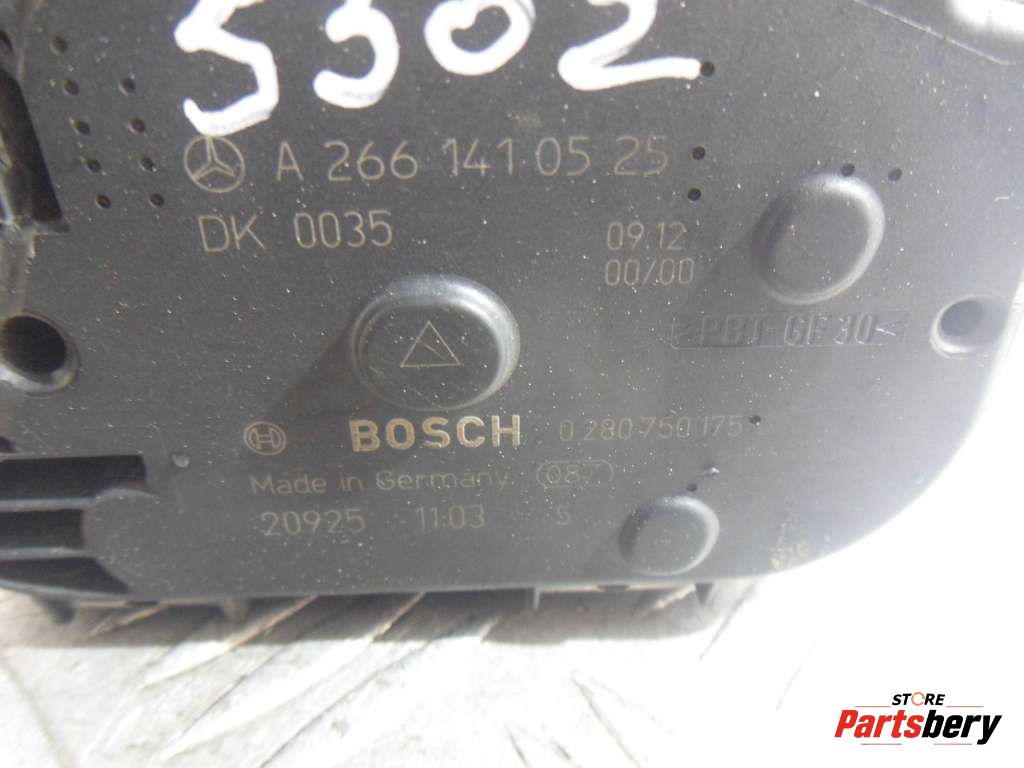 5302
A 266 141 05 25
DK 0035
09.12
00/00
>PBT-GF30<
BOSCH 0 280 750 175
Made in Germany 087
20925 11:03 S
STORE
Partsbery